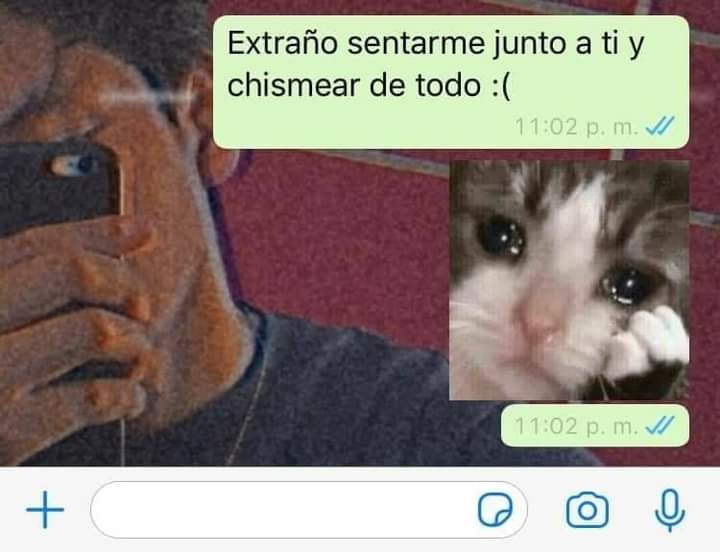 Extraño sentarme junto a ti y
chismear de todo :(
11:02 p. m.
11:02 p. m.